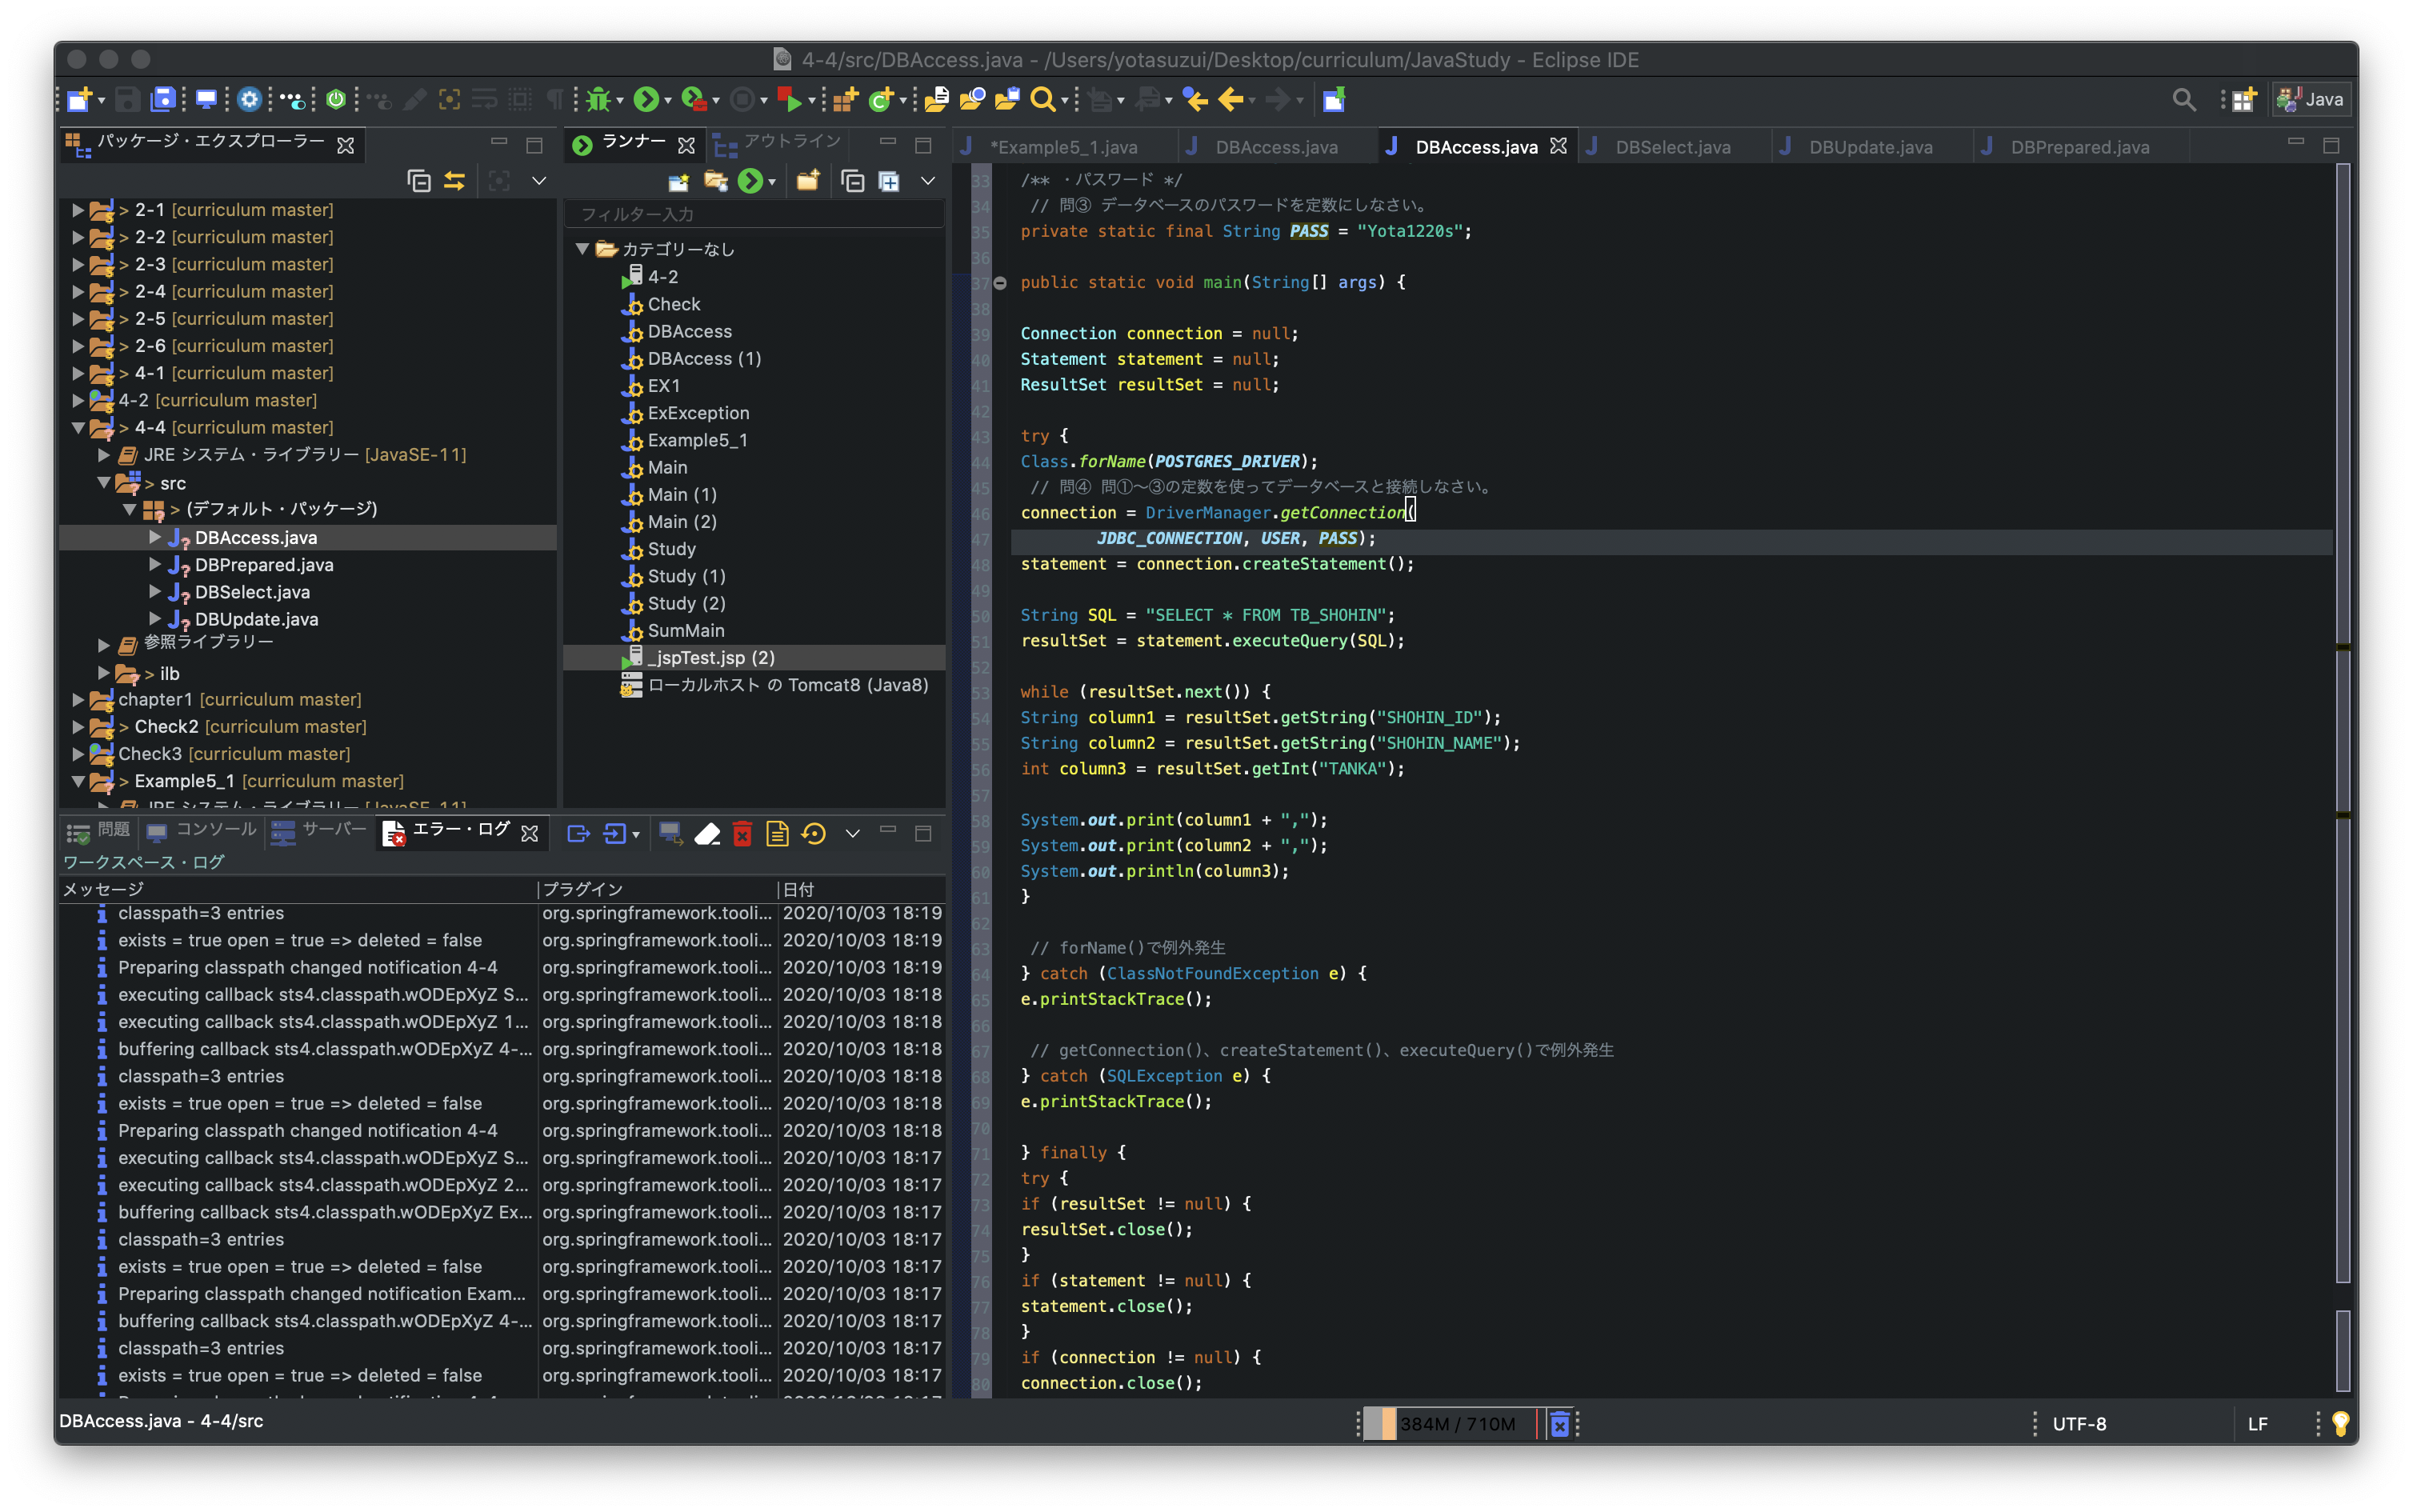 4-4/src/DBAccess.java - /Users/yotasuzui/Desktop/curriculum/JavaStudy - Eclipse IDE
Java
パッケージ・エクスプローラー
> 2-1 [curriculum master]
> 2-2 [curriculum master]
> 2-3 [curriculum master]
> 2-4 [curriculum master]
> 2-5 [curriculum master]
> 2-6 [curriculum master]
> 4-1 [curriculum master]
4-2 [curriculum master]
> 4-4 [curriculum master]
JRE システム・ライブラリー [JavaSE-11]
> src
> (デフォルト・パッケージ)
DBAccess.java
DBPrepared.java
DBSelect.java
DBUpdate.java
参照ライブラリー
> ilb
chapter1 [curriculum master]
> Check2 [curriculum master]
Check3 [curriculum master]
> Example5_1 [curriculum master]
JRE システム・ライブラリー [JavaSE-11]
ランナー
アウトライン
フィルター入力
カテゴリーなし
4-2
Check
DBAccess
DBAccess (1)
EX1
ExException
Example5_1
Main
Main (1)
Main (2)
Study
Study (1)
Study (2)
SumMain
_jspTest.jsp (2)
ローカルホスト の Tomcat8 (Java8)
*Example5_1.java
DBAccess.java
DBAccess.java
DBSelect.java
DBUpdate.java
DBPrepared.java
33 /** ・パスワード */
34 // 問③ データベースのパスワードを定数にしなさい。
35 private static final String PASS = "Yota1220s";
36
37 public static void main(String[] args) {
38
39 Connection connection = null;
40 Statement statement = null;
41 ResultSet resultSet = null;
42
43 try {
44 Class.forName(POSTGRES_DRIVER);
45 // 問④ 問①〜③の定数を使ってデータベースと接続しなさい。
46 connection = DriverManager.getConnection(
47 JDBC_CONNECTION, USER, PASS);
48 statement = connection.createStatement();
49
50 String SQL = "SELECT * FROM TB_SHOHIN";
51 resultSet = statement.executeQuery(SQL);
52
53 while (resultSet.next()) {
54 String column1 = resultSet.getString("SHOHIN_ID");
55 String column2 = resultSet.getString("SHOHIN_NAME");
56 int column3 = resultSet.getInt("TANKA");
57
58 System.out.print(column1 + ",");
59 System.out.print(column2 + ",");
60 System.out.println(column3);
61 }
62
63 // forName()で例外発生
64 } catch (ClassNotFoundException e) {
65 e.printStackTrace();
66
67 // getConnection()、createStatement()、executeQuery()で例外発生
68 } catch (SQLException e) {
69 e.printStackTrace();
70
71 } finally {
72 try {
73 if (resultSet != null) {
74 resultSet.close();
75 }
76 if (statement != null) {
77 statement.close();
78 }
79 if (connection != null) {
80 connection.close();
問題
コンソール
サーバー
エラー・ログ
ワークスペース・ログ
メッセージ プラグイン 日付
classpath=3 entries org.springframework.tooli... 2020/10/03 18:19
exists = true open = true => deleted = false org.springframework.tooli... 2020/10/03 18:19
Preparing classpath changed notification 4-4 org.springframework.tooli... 2020/10/03 18:19
executing callback sts4.classpath.wODEpXyZ S... org.springframework.tooli... 2020/10/03 18:18
executing callback sts4.classpath.wODEpXyZ 1... org.springframework.tooli... 2020/10/03 18:18
buffering callback sts4.classpath.wODEpXyZ 4-... org.springframework.tooli... 2020/10/03 18:18
classpath=3 entries org.springframework.tooli... 2020/10/03 18:18
exists = true open = true => deleted = false org.springframework.tooli... 2020/10/03 18:18
Preparing classpath changed notification 4-4 org.springframework.tooli... 2020/10/03 18:18
executing callback sts4.classpath.wODEpXyZ S... org.springframework.tooli... 2020/10/03 18:17
executing callback sts4.classpath.wODEpXyZ 2... org.springframework.tooli... 2020/10/03 18:17
buffering callback sts4.classpath.wODEpXyZ Ex... org.springframework.tooli... 2020/10/03 18:17
classpath=3 entries org.springframework.tooli... 2020/10/03 18:17
exists = true open = true => deleted = false org.springframework.tooli... 2020/10/03 18:17
Preparing classpath changed notification Exam... org.springframework.tooli... 2020/10/03 18:17
buffering callback sts4.classpath.wODEpXyZ 4-... org.springframework.tooli... 2020/10/03 18:17
classpath=3 entries org.springframework.tooli... 2020/10/03 18:17
exists = true open = true => deleted = false org.springframework.tooli... 2020/10/03 18:17
DBAccess.java - 4-4/src
384M / 710M
UTF-8
LF